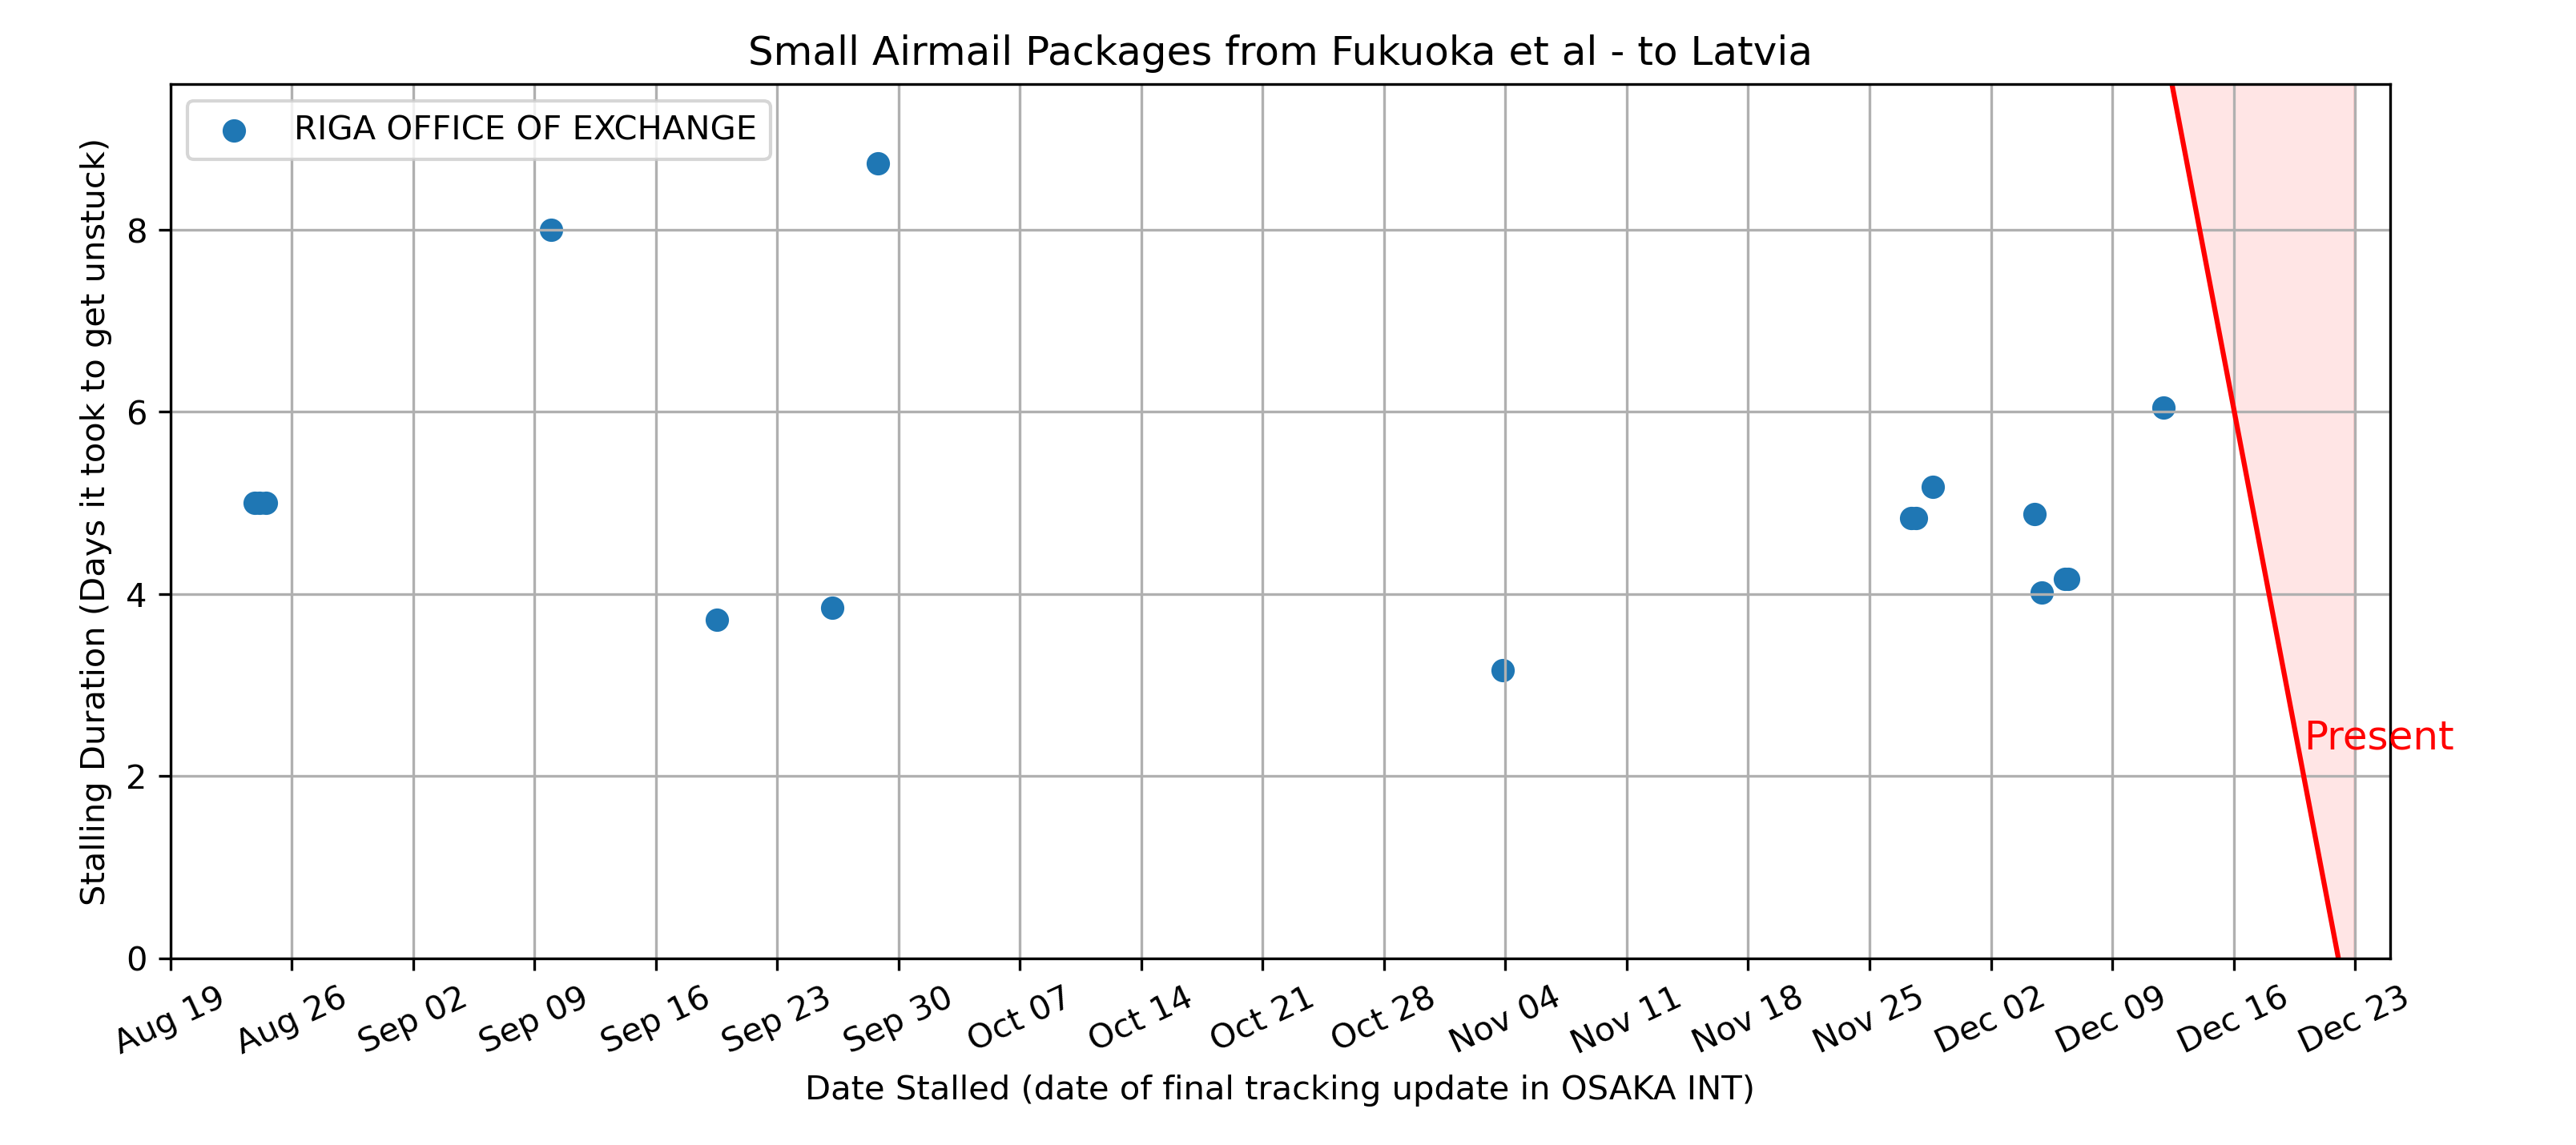 Small Airmail Packages from Fukuoka et al - to Latvia
RIGA OFFICE OF EXCHANGE
Stalling Duration (Days it took to get unstuck)
8
6
4
2
0
Present
Aug 19
Aug 26
Sep 02
Sep 09
Sep 16
Sep 23
Sep 30
Oct 07
Oct 14
Oct 21
Oct 28
Nov 04
Nov 11
Nov 18
Nov 25
Dec 02
Dec 09
Dec 16
Dec 23
Date Stalled (date of final tracking update in OSAKA INT)